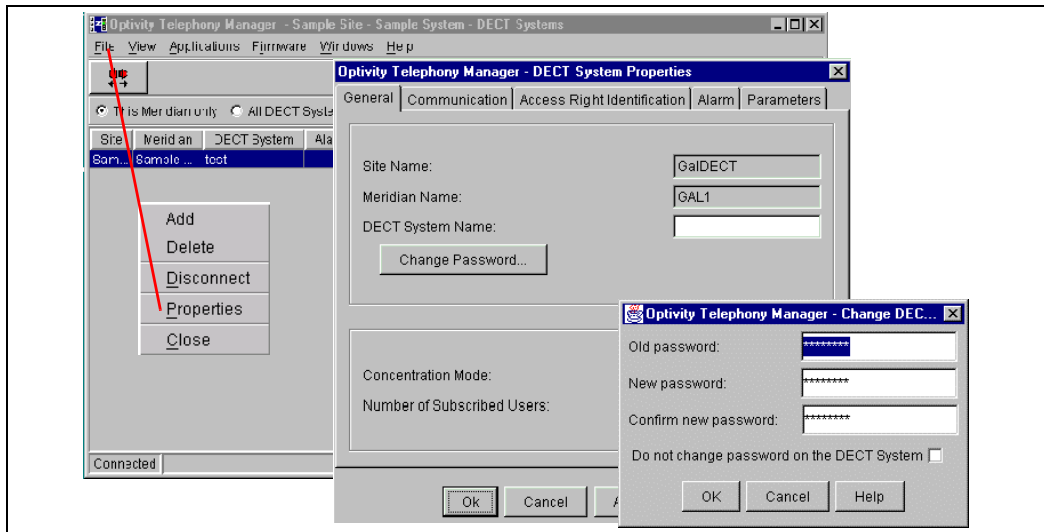 Optivity Telephony Manager - Sample Site - Sample System - DECT Systems
File View Applications Firmware Windows Help
This Meridian only All DECT Syste
Site Meridian DECT System Ala
Sam... Sample ... test
Add
Delete
Disconnect
Properties
Close
Connected
Optivity Telephony Manager - DECT System Properties
General Communication Access Right Identification Alarm Parameters
Site Name: GalDECT
Meridian Name: GAL1
DECT System Name:
Change Password...
Concentration Mode:
Number of Subscribed Users:
Ok Cancel A
Optivity Telephony Manager - Change DEC...
Old password: ********
New password: ********
Confirm new password: ********
Do not change password on the DECT System
OK Cancel Help